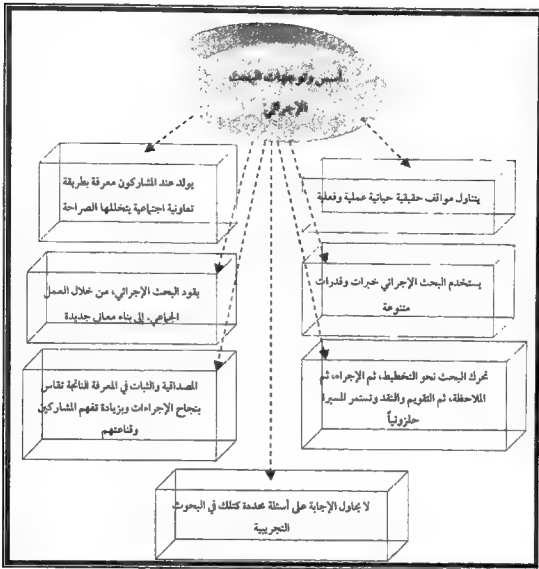 أسس وتوجهات البحث
الإجرائي
يتناول مواقف حقيقية حياتية عملية وفعلية
يولد عند المشاركون معرفة بطريقة
تعاونية اجتماعية يتخللها الصراحة
يستخدم البحث الإجرائي خبرات وقدرات
متنوعة
يقود البحث الإجرائي، من خلال العمل
الجماعي. إلى بناء معاني جديدة
تحرك البحث نحو التخطيط، ثم الإجراء، ثم
الملاحظة، ثم التقويم والنقد وتستمر المسيرة
حلزونياً
المصداقية والثبات في المعرفة الناتجة تقاس
بنجاح الإجراءات وبزيادة تفهم المشاركين
وقناعتهم
لا يحاول الإجابة على أسئلة محددة كتلك في البحوث
التجريبية